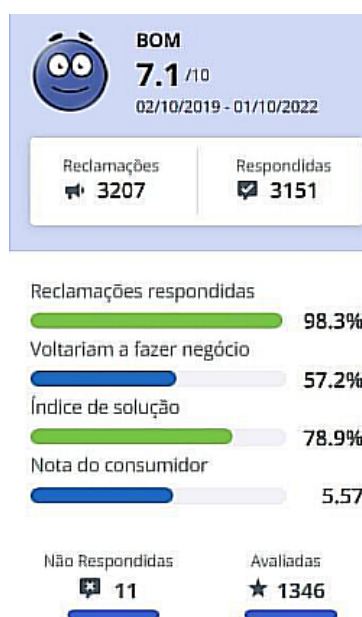 BOM
7.1 /10
02/10/2019 - 01/10/2022
Reclamações Respondidas
3207 3151
Reclamações respondidas
98.3%
Voltariam a fazer negócio
57.2%
Índice de solução
78.9%
Nota do consumidor
5,57
Não Respondidas Avaliadas
11 1346